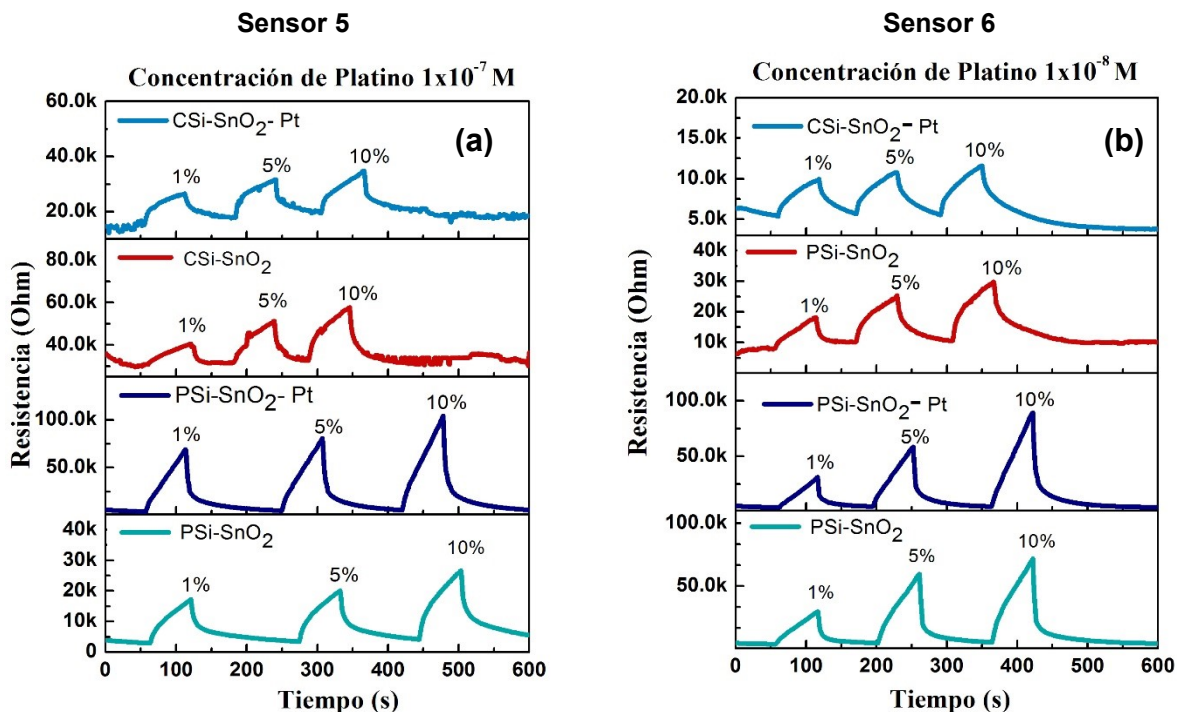 Sensor 5
Concentración de Platino 1x10⁻⁷ M
60.0k
40.0k
20.0k
CSi-SnO₂- Pt
(a)
1%
5%
10%
80.0k
60.0k
40.0k
CSi-SnO₂
1%
5%
10%
100.0k
50.0k
PSi-SnO₂- Pt
1%
5%
10%
40k
30k
20k
10k
0
PSi-SnO₂
1%
5%
10%
Resistencia (Ohm)
0 100 200 300 400 500 600
Tiempo (s)
Sensor 6
Concentración de Platino 1x10⁻⁸ M
20.0k
15.0k
10.0k
5.0k
CSi-SnO₂- Pt
(b)
1%
5%
10%
40k
30k
20k
10k
PSi-SnO₂
1%
5%
10%
100.0k
50.0k
PSi-SnO₂- Pt
1%
5%
10%
100.0k
50.0k
PSi-SnO₂
1%
5%
10%
Resistencia (Ohm)
0 100 200 300 400 500 600
Tiempo (s)